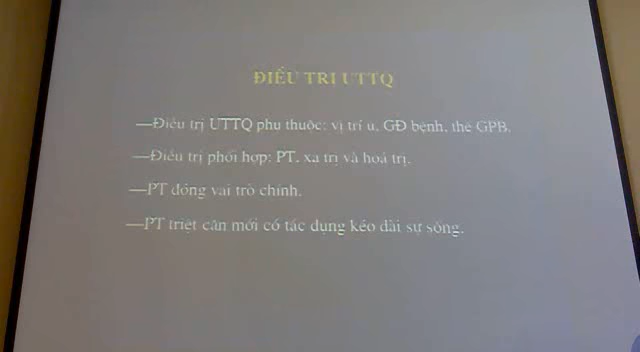 ĐIỀU TRỊ UTTQ
—Điều trị UTTQ phụ thuộc: vị trí u, GĐ bệnh, thể GPB.
—Điều trị phối hợp: PT, xạ trị và hoá trị.
—PT đóng vai trò chính.
—PT triệt căn mới có tác dụng kéo dài sự sống.